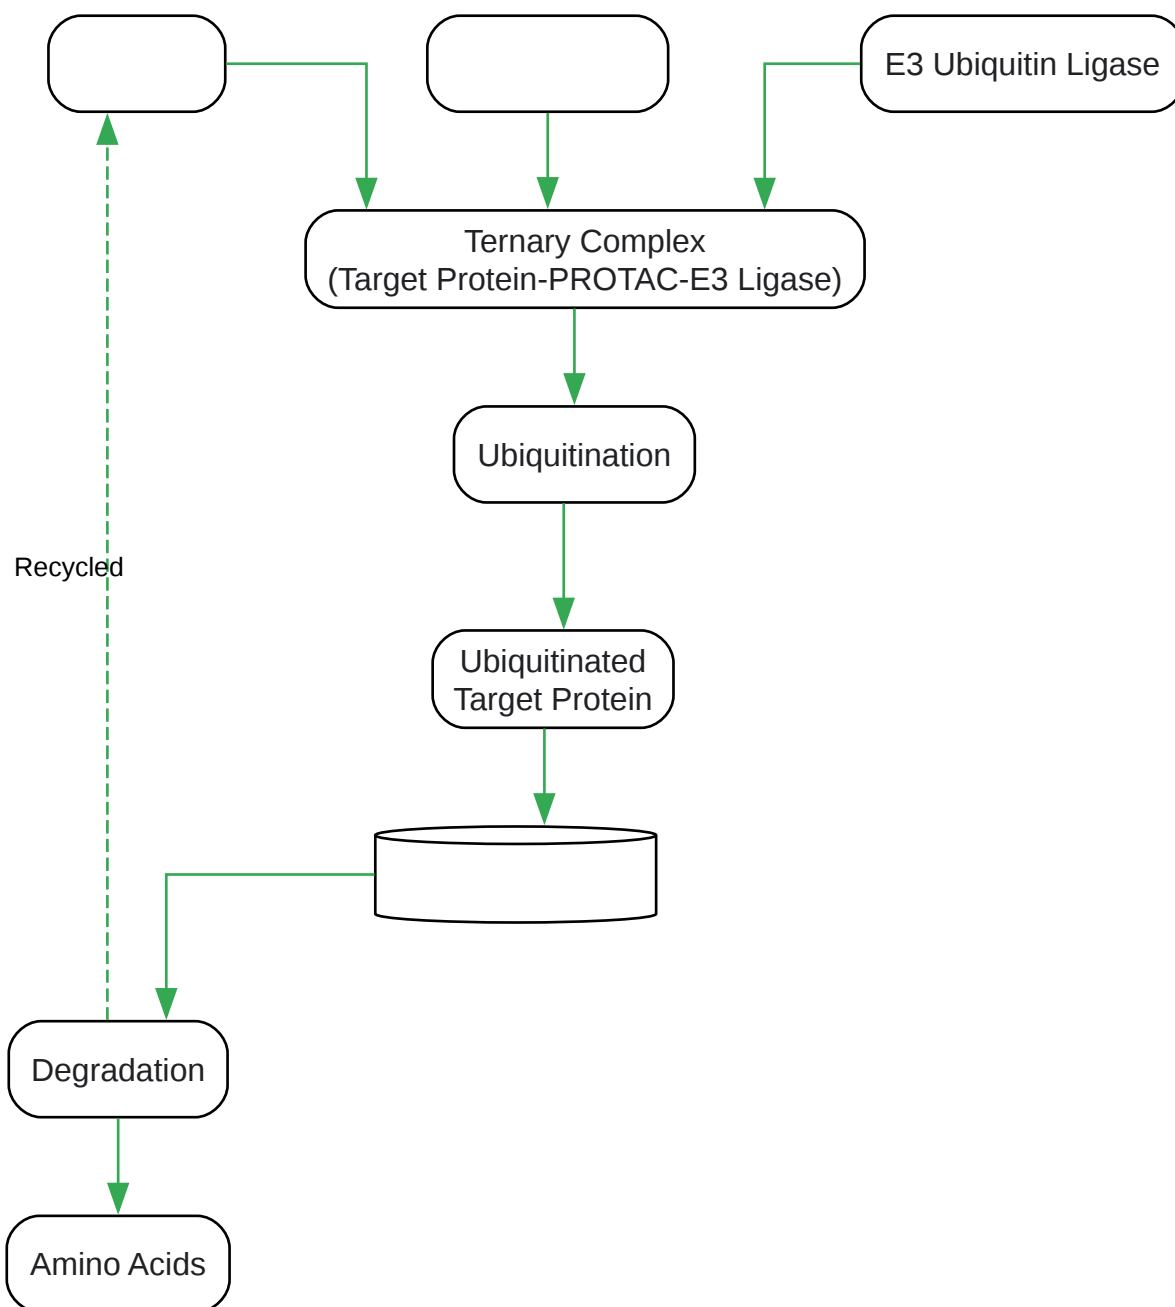 E3 Ubiquitin Ligase
Ternary Complex
(Target Protein-PROTAC-E3 Ligase)
Ubiquitination
Recycled
Ubiquitinated
Target Protein
Degradation
Amino Acids